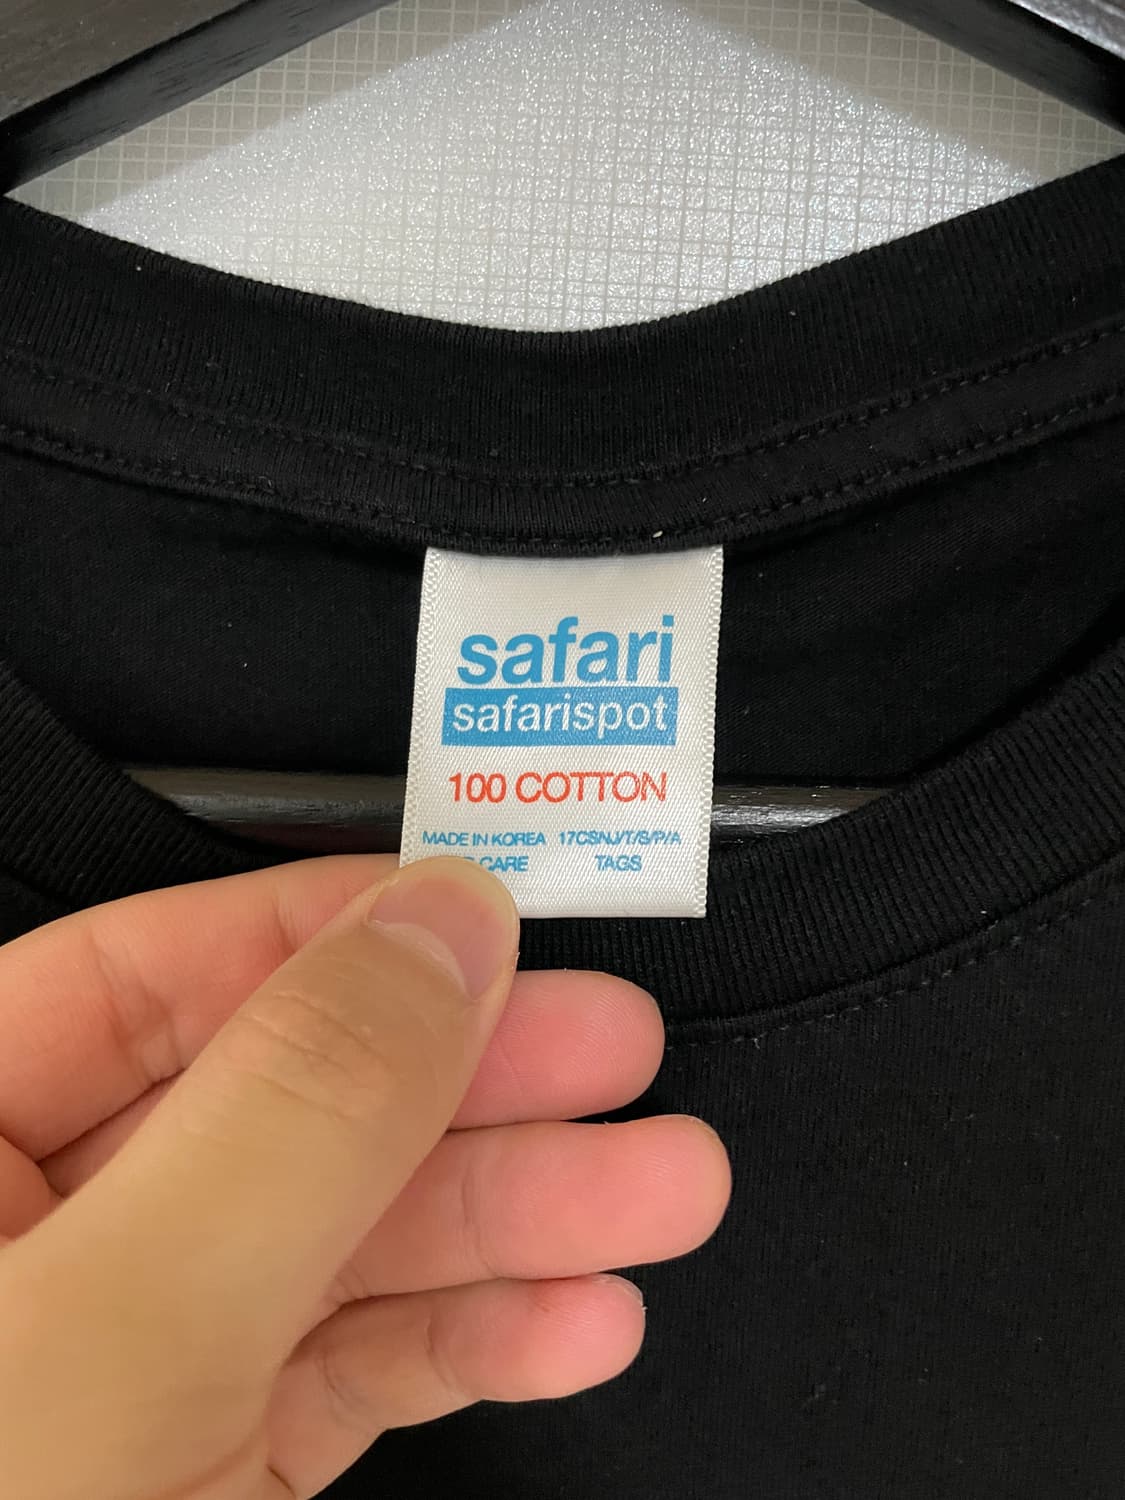 safari
safarispot
100 COTTON
MADE IN KOREA 17CSNJ/T/S/P/A
CARE TAGS